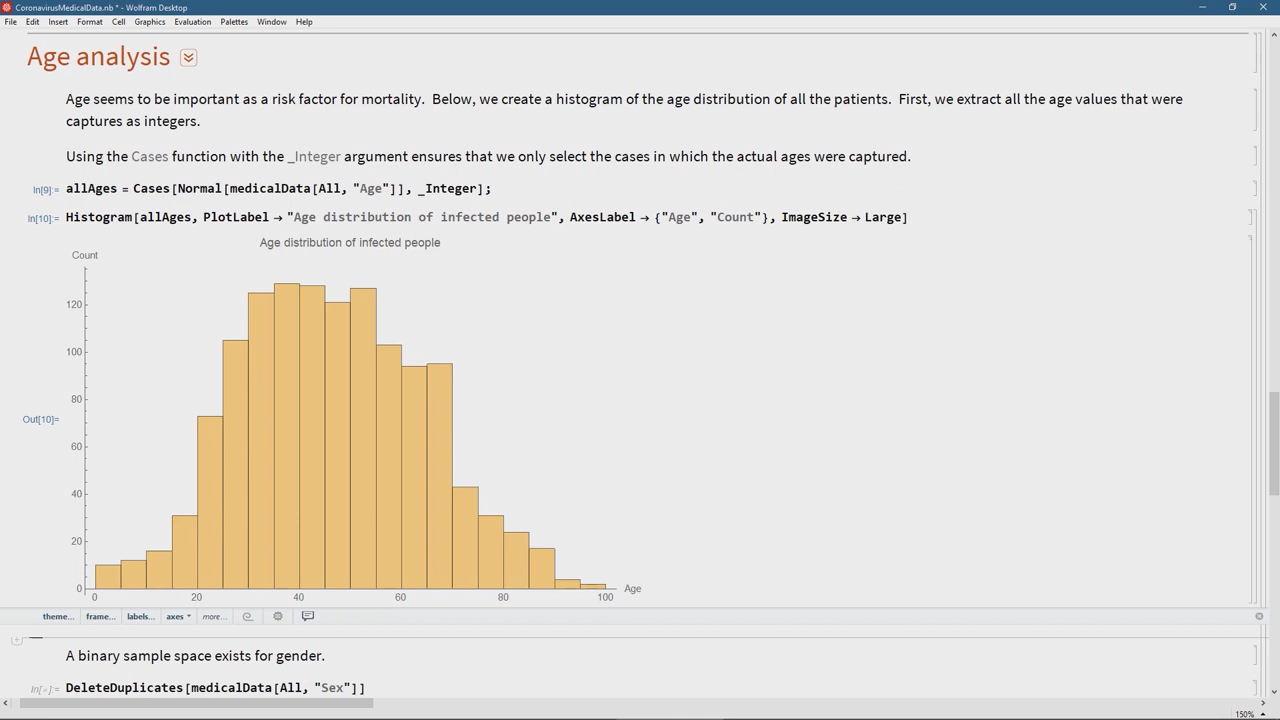 CoronavirusMedicalData.nb * - Wolfram Desktop
File Edit Insert Format Cell Graphics Evaluation Palettes Window Help
Age analysis
Age seems to be important as a risk factor for mortality. Below, we create a histogram of the age distribution of all the patients. First, we extract all the age values that were
captures as integers.
Using the Cases function with the _Integer argument ensures that we only select the cases in which the actual ages were captured.
In[9]:= allAges = Cases[Normal[medicalData[All, "Age"]], _Integer];
In[10]:= Histogram[allAges, PlotLabel → "Age distribution of infected people", AxesLabel → {"Age", "Count"}, ImageSize → Large]
Age distribution of infected people
Count
120
100
80
Out[10]=
60
40
20
0
0 20 40 60 80 100 Age
theme... frame... labels... axes more...
A binary sample space exists for gender.
In[•]:= DeleteDuplicates[medicalData[All, "Sex"]]
150%